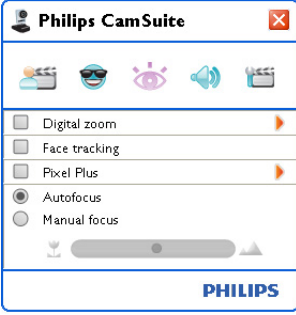 Philips CamSuite
Digital zoom
Face tracking
Pixel Plus
Autofocus
Manual focus
PHILIPS